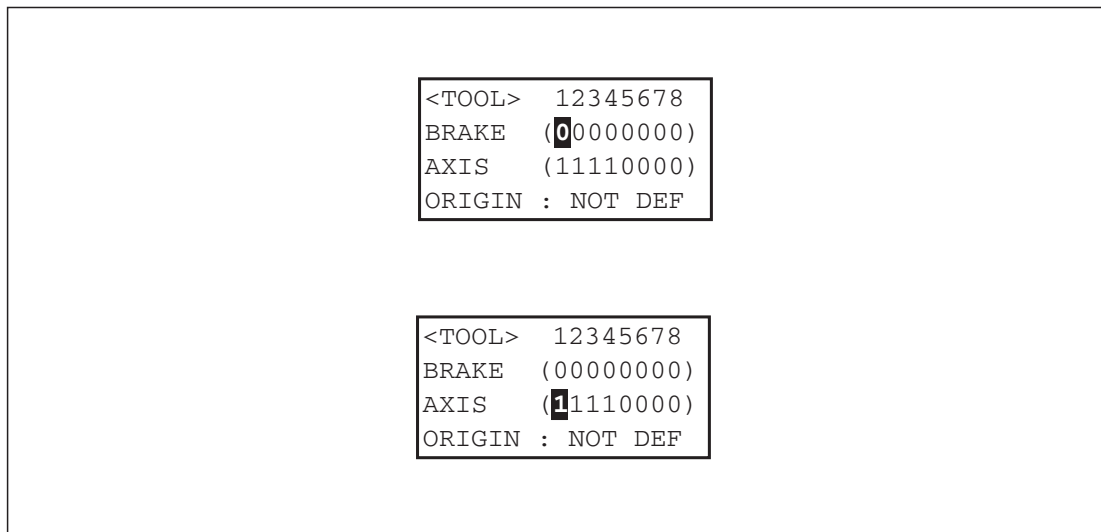 <TOOL> 12345678
BRAKE (00000000)
AXIS (11110000)
ORIGIN : NOT DEF
<TOOL> 12345678
BRAKE (00000000)
AXIS (11110000)
ORIGIN : NOT DEF